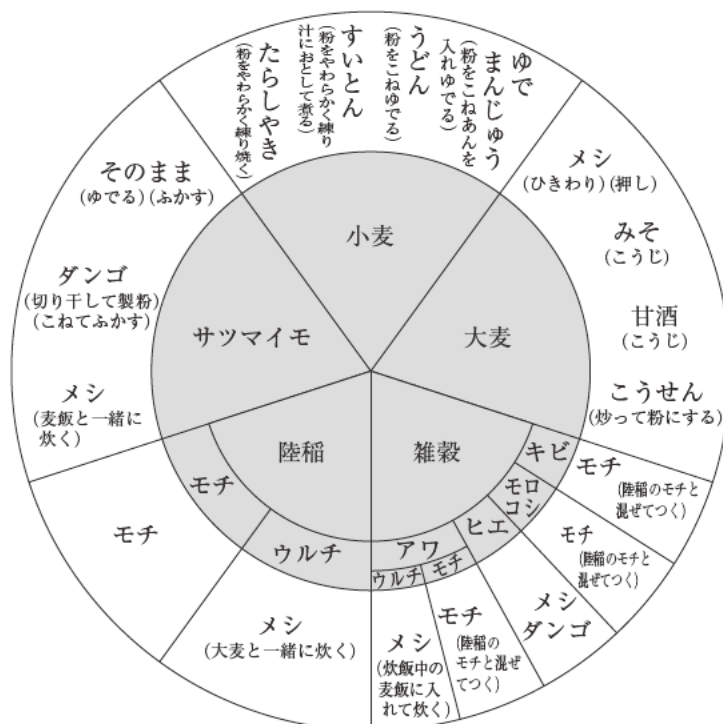 小麦
ゆで
まんじゅう
(粉をこねあんを
入れゆでる)
うどん
(粉をこねゆでる)
すいとん
(粉をやわらかく練り
汁におとして煮る)
たらしやき
(粉をやわらかく練り焼く)
大麦
メシ
(ひきわり)(押し)
みそ
(こうじ)
甘酒
(こうじ)
こうせん
(炒って粉にする)
雑穀
キビ
モチ
(陸稲のモチと
混ぜてつく)
モロ
コシ
モチ
(陸稲のモチと
混ぜてつく)
ヒエ
メシ
ダンゴ
アワ
モチ
モチ
(陸稲の
モチと混ぜ
てつく)
ウルチ
メシ
(炊飯中の
麦飯に入
れて炊く)
陸稲
ウルチ
メシ
(大麦と一緒に炊く)
モチ
モチ
サツマイモ
そのまま
(ゆでる)(ふかす)
ダンゴ
(切り干して製粉)
(こねてふかす)
メシ
(麦飯と一緒に
炊く)